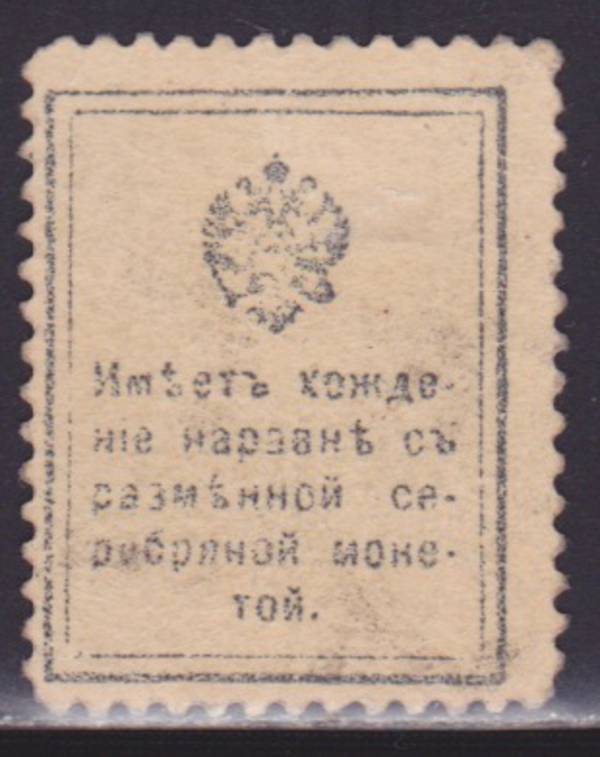 Имѣетъ хожде-
ніе наравнѣ съ
размѣнной се-
ребряной моне-
той.